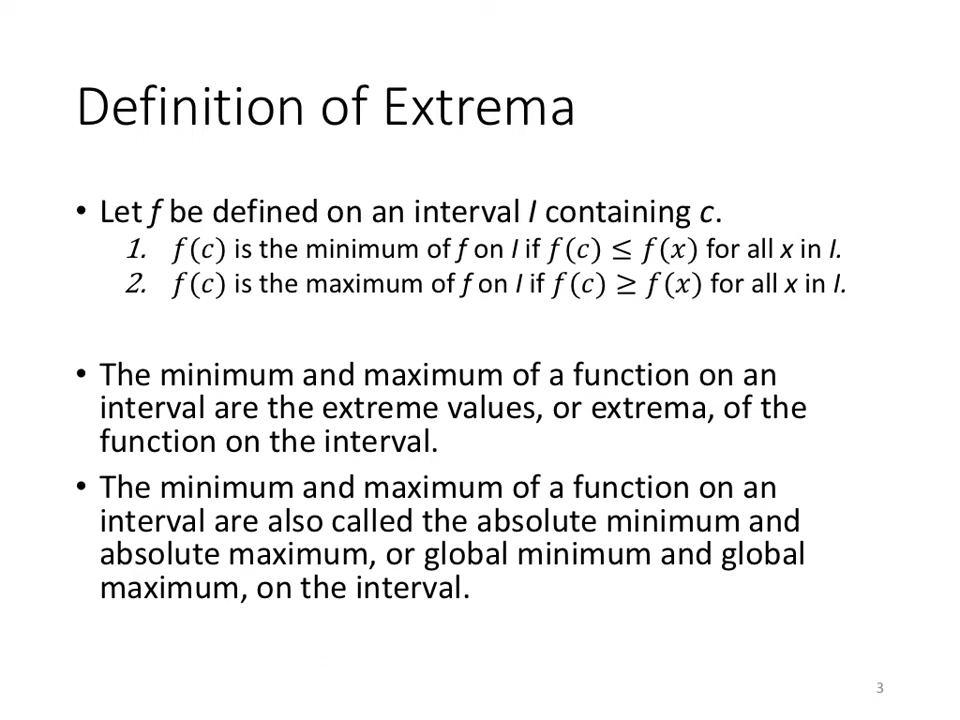 Definition of Extrema
• Let f be defined on an interval I containing c.
1. f(c) is the minimum of f on I if f(c) ≤ f(x) for all x in I.
2. f(c) is the maximum of f on I if f(c) ≥ f(x) for all x in I.
• The minimum and maximum of a function on an
interval are the extreme values, or extrema, of the
function on the interval.
• The minimum and maximum of a function on an
interval are also called the absolute minimum and
absolute maximum, or global minimum and global
maximum, on the interval.
3